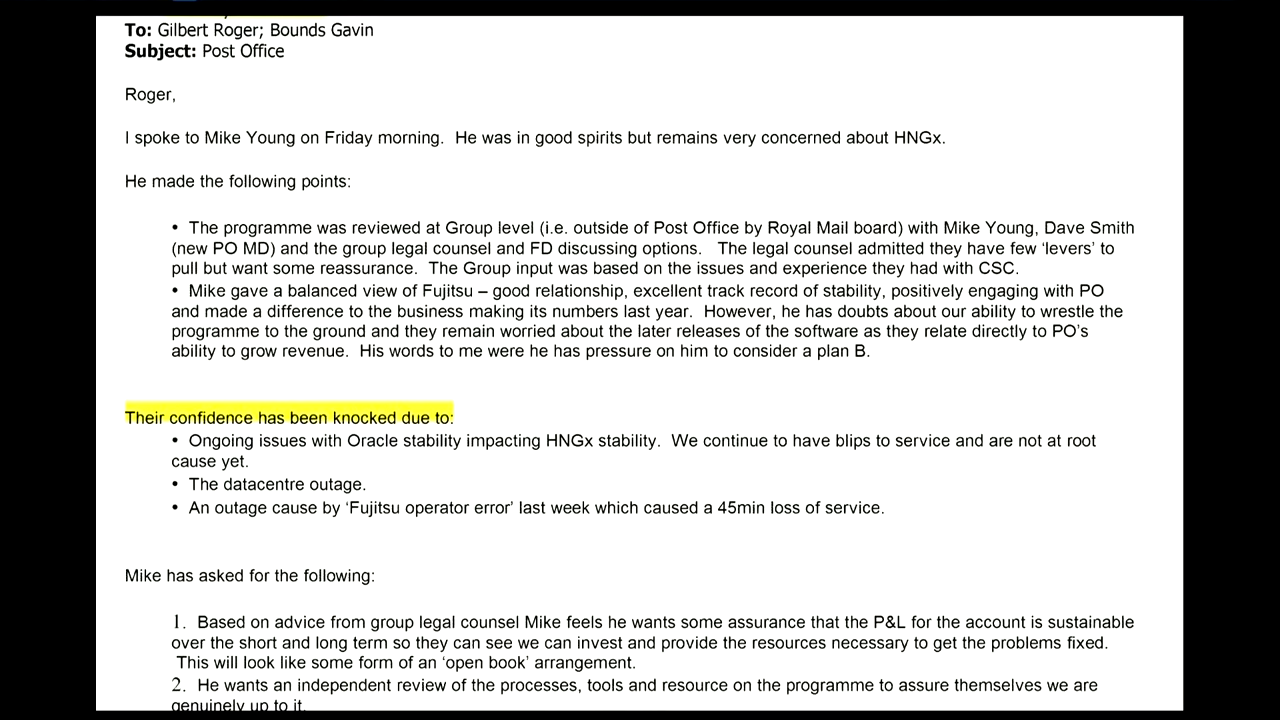 To: Gilbert Roger; Bounds Gavin
Subject: Post Office
Roger,
I spoke to Mike Young on Friday morning.  He was in good spirits but remains very concerned about HNGx.
He made the following points:
• The programme was reviewed at Group level (i.e. outside of Post Office by Royal Mail board) with Mike Young, Dave Smith
(new PO MD) and the group legal counsel and FD discussing options.   The legal counsel admitted they have few ‘levers’ to
pull but want some reassurance.  The Group input was based on the issues and experience they had with CSC.
• Mike gave a balanced view of Fujitsu – good relationship, excellent track record of stability, positively engaging with PO
and made a difference to the business making its numbers last year.  However, he has doubts about our ability to wrestle the
programme to the ground and they remain worried about the later releases of the software as they relate directly to PO’s
ability to grow revenue.  His words to me were he has pressure on him to consider a plan B.
Their confidence has been knocked due to:
• Ongoing issues with Oracle stability impacting HNGx stability.  We continue to have blips to service and are not at root
cause yet.
• The datacentre outage.
• An outage cause by ‘Fujitsu operator error’ last week which caused a 45min loss of service.
Mike has asked for the following:
1.  Based on advice from group legal counsel Mike feels he wants some assurance that the P&L for the account is sustainable
over the short and long term so they can see we can invest and provide the resources necessary to get the problems fixed.
This will look like some form of an ‘open book’ arrangement.
2.  He wants an independent review of the processes, tools and resource on the programme to assure themselves we are
genuinely up to it.